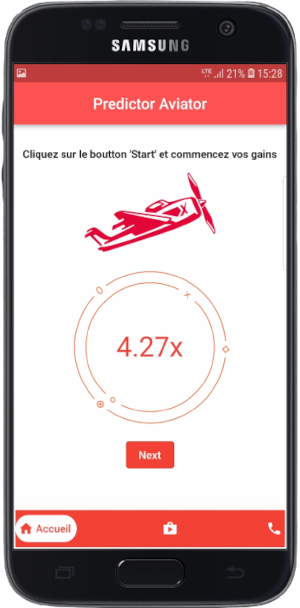 SAMSUNG
LTE 21% 15:28
Predictor Aviator
Cliquez sur le boutton 'Start' et commencez vos gains
X
4.27x
Next
Accueil